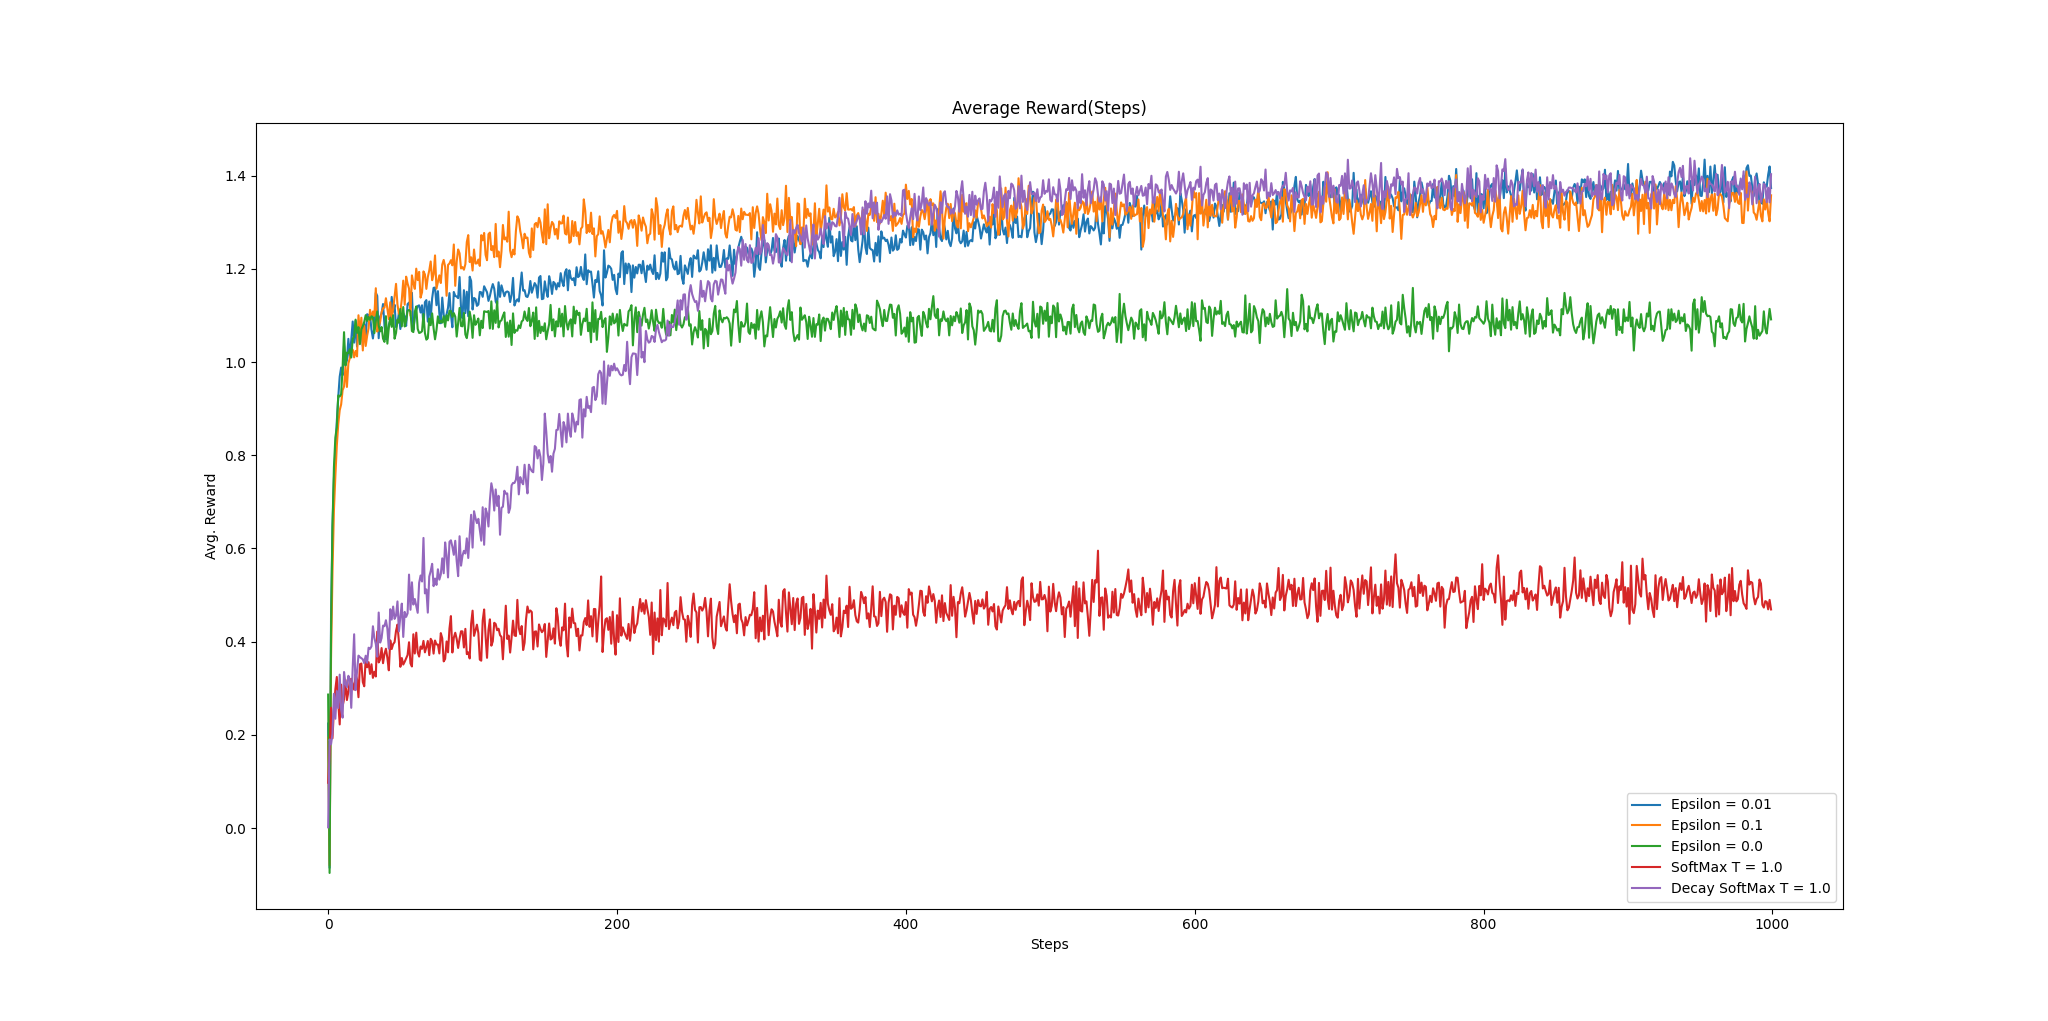 Average Reward(Steps)
Avg. Reward
1.4
1.2
1.0
0.8
0.6
0.4
0.2
0.0
0
200
400
600
800
1000
Steps
Epsilon = 0.01
Epsilon = 0.1
Epsilon = 0.0
SoftMax T = 1.0
Decay SoftMax T = 1.0